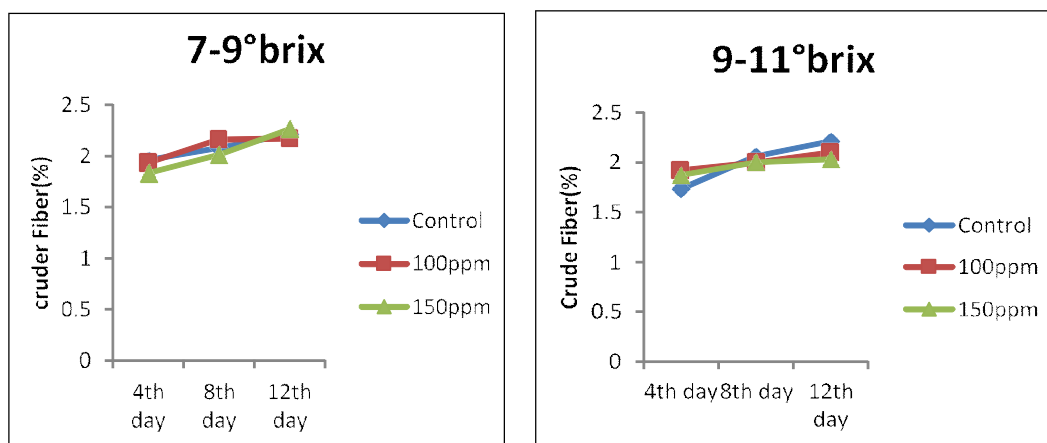 7-9°brix
cruder Fiber(%)
2.5
2
1.5
1
0.5
0
4th day
8th day
12th day
Control
100ppm
150ppm
9-11°brix
Crude Fiber(%)
2.5
2
1.5
1
0.5
0
4th day
8th day
12th day
Control
100ppm
150ppm